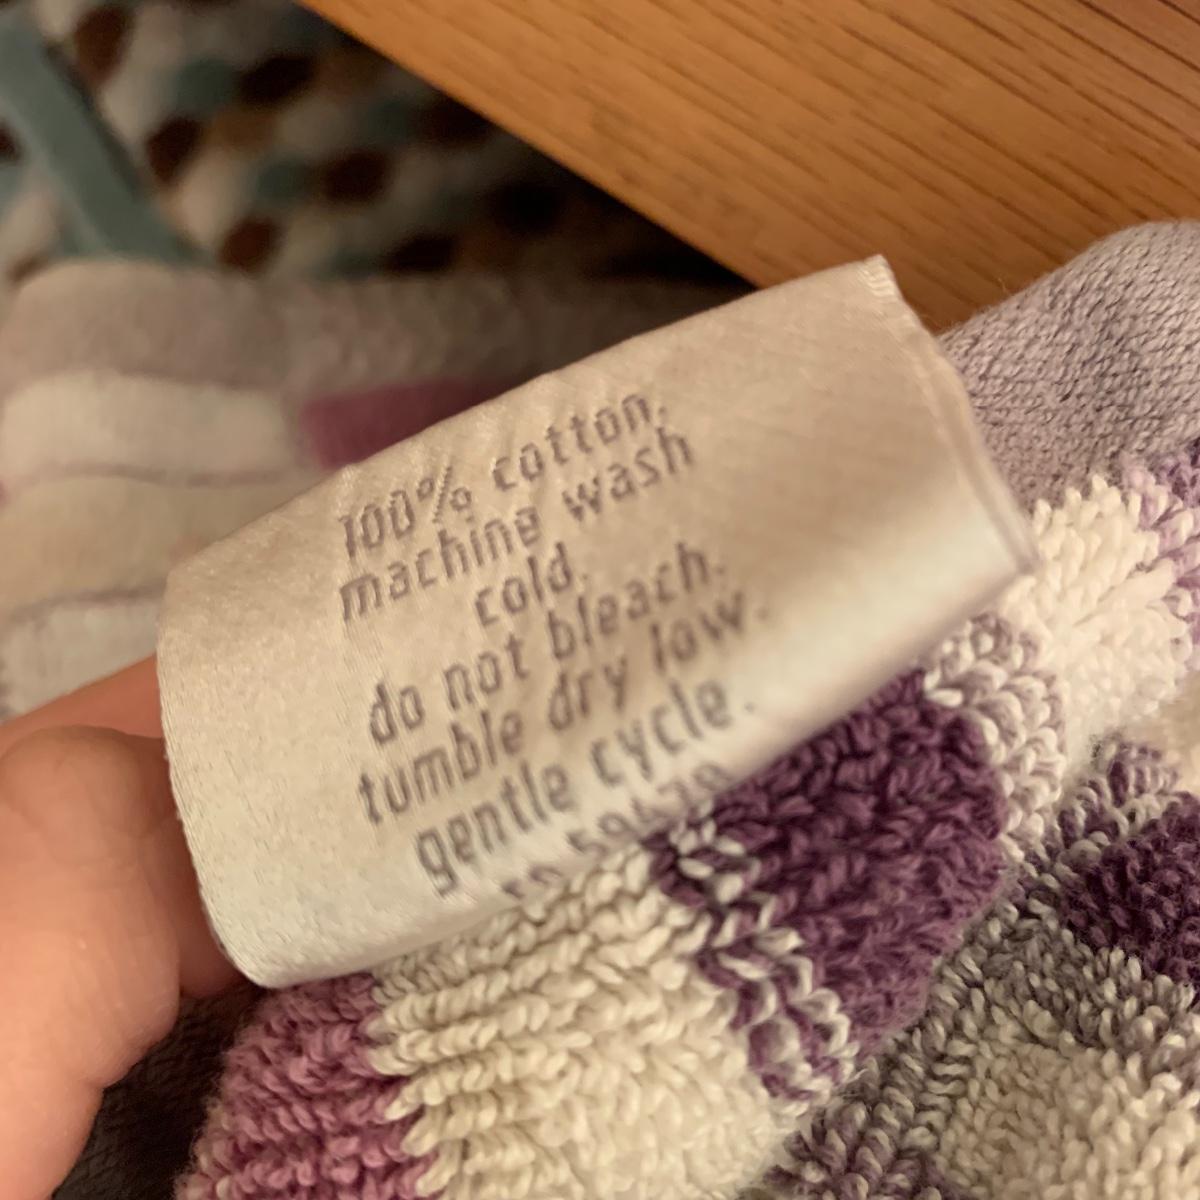 100% cotton.
machine wash
cold.
do not bleach.
tumble dry low.
gentle cycle.